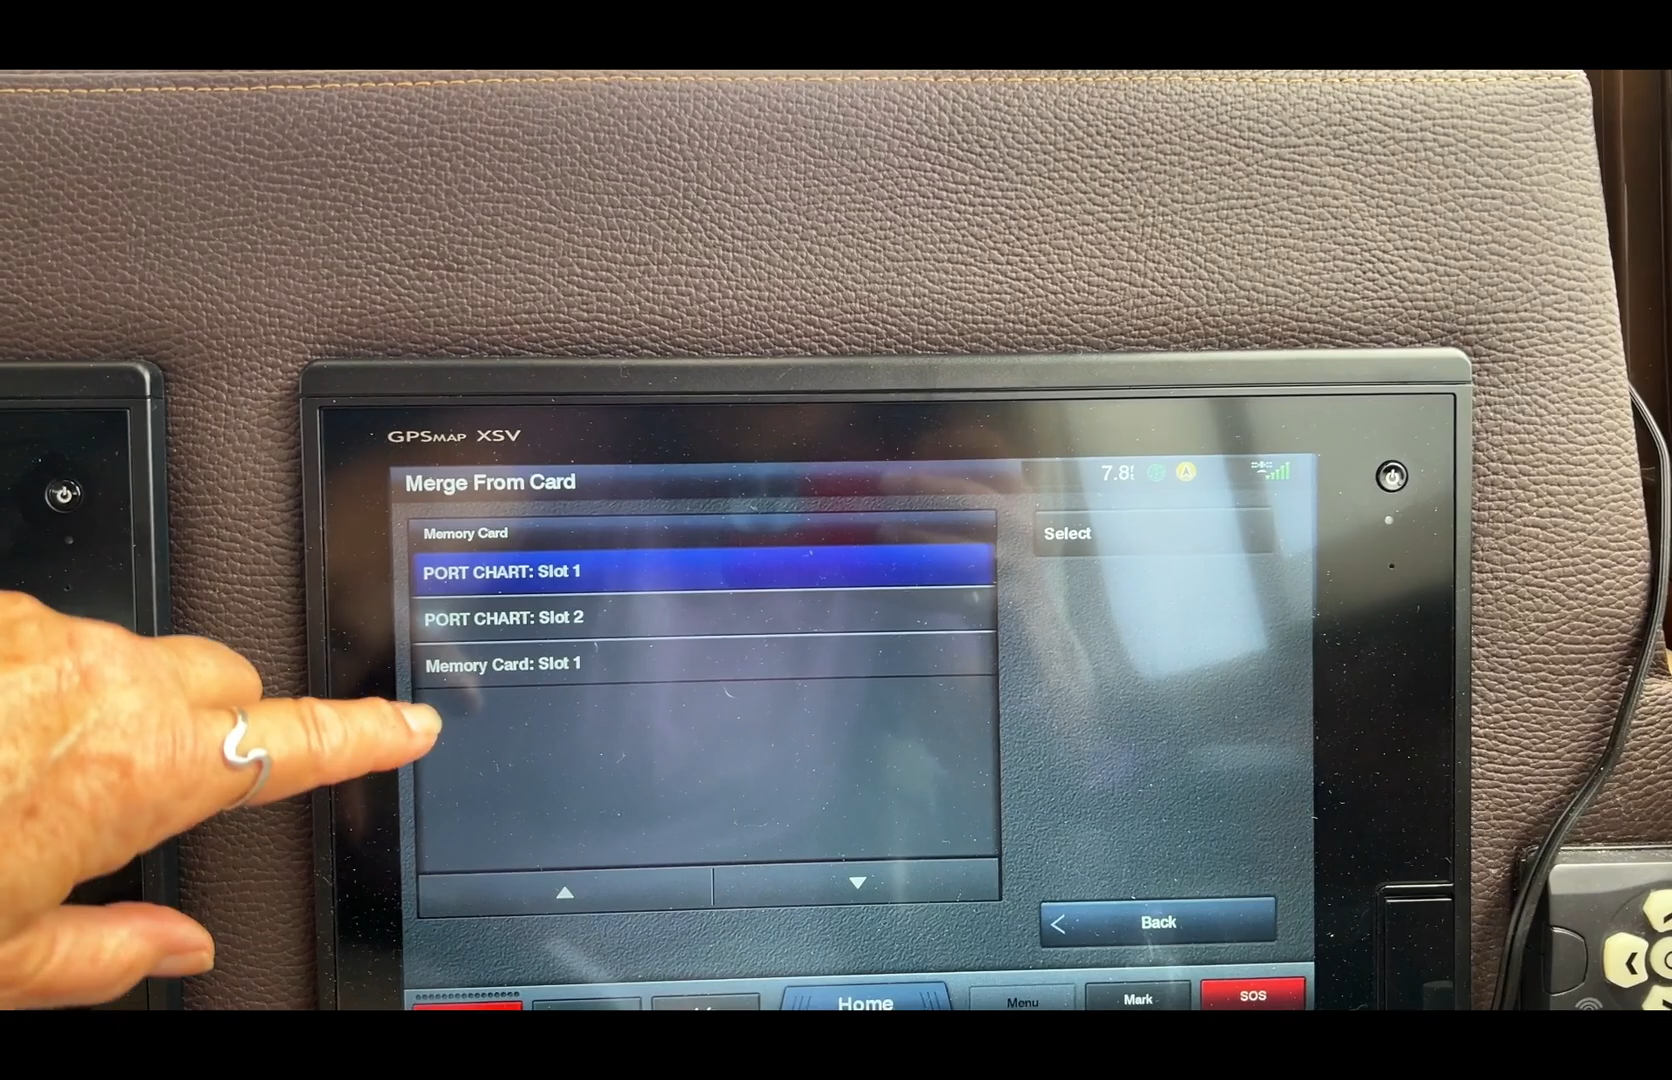 GPSMAP XSV
Merge From Card
7.8
Memory Card
PORT CHART: Slot 1
PORT CHART: Slot 2
Memory Card: Slot 1
Select
Back
Home
Menu
Mark
SOS